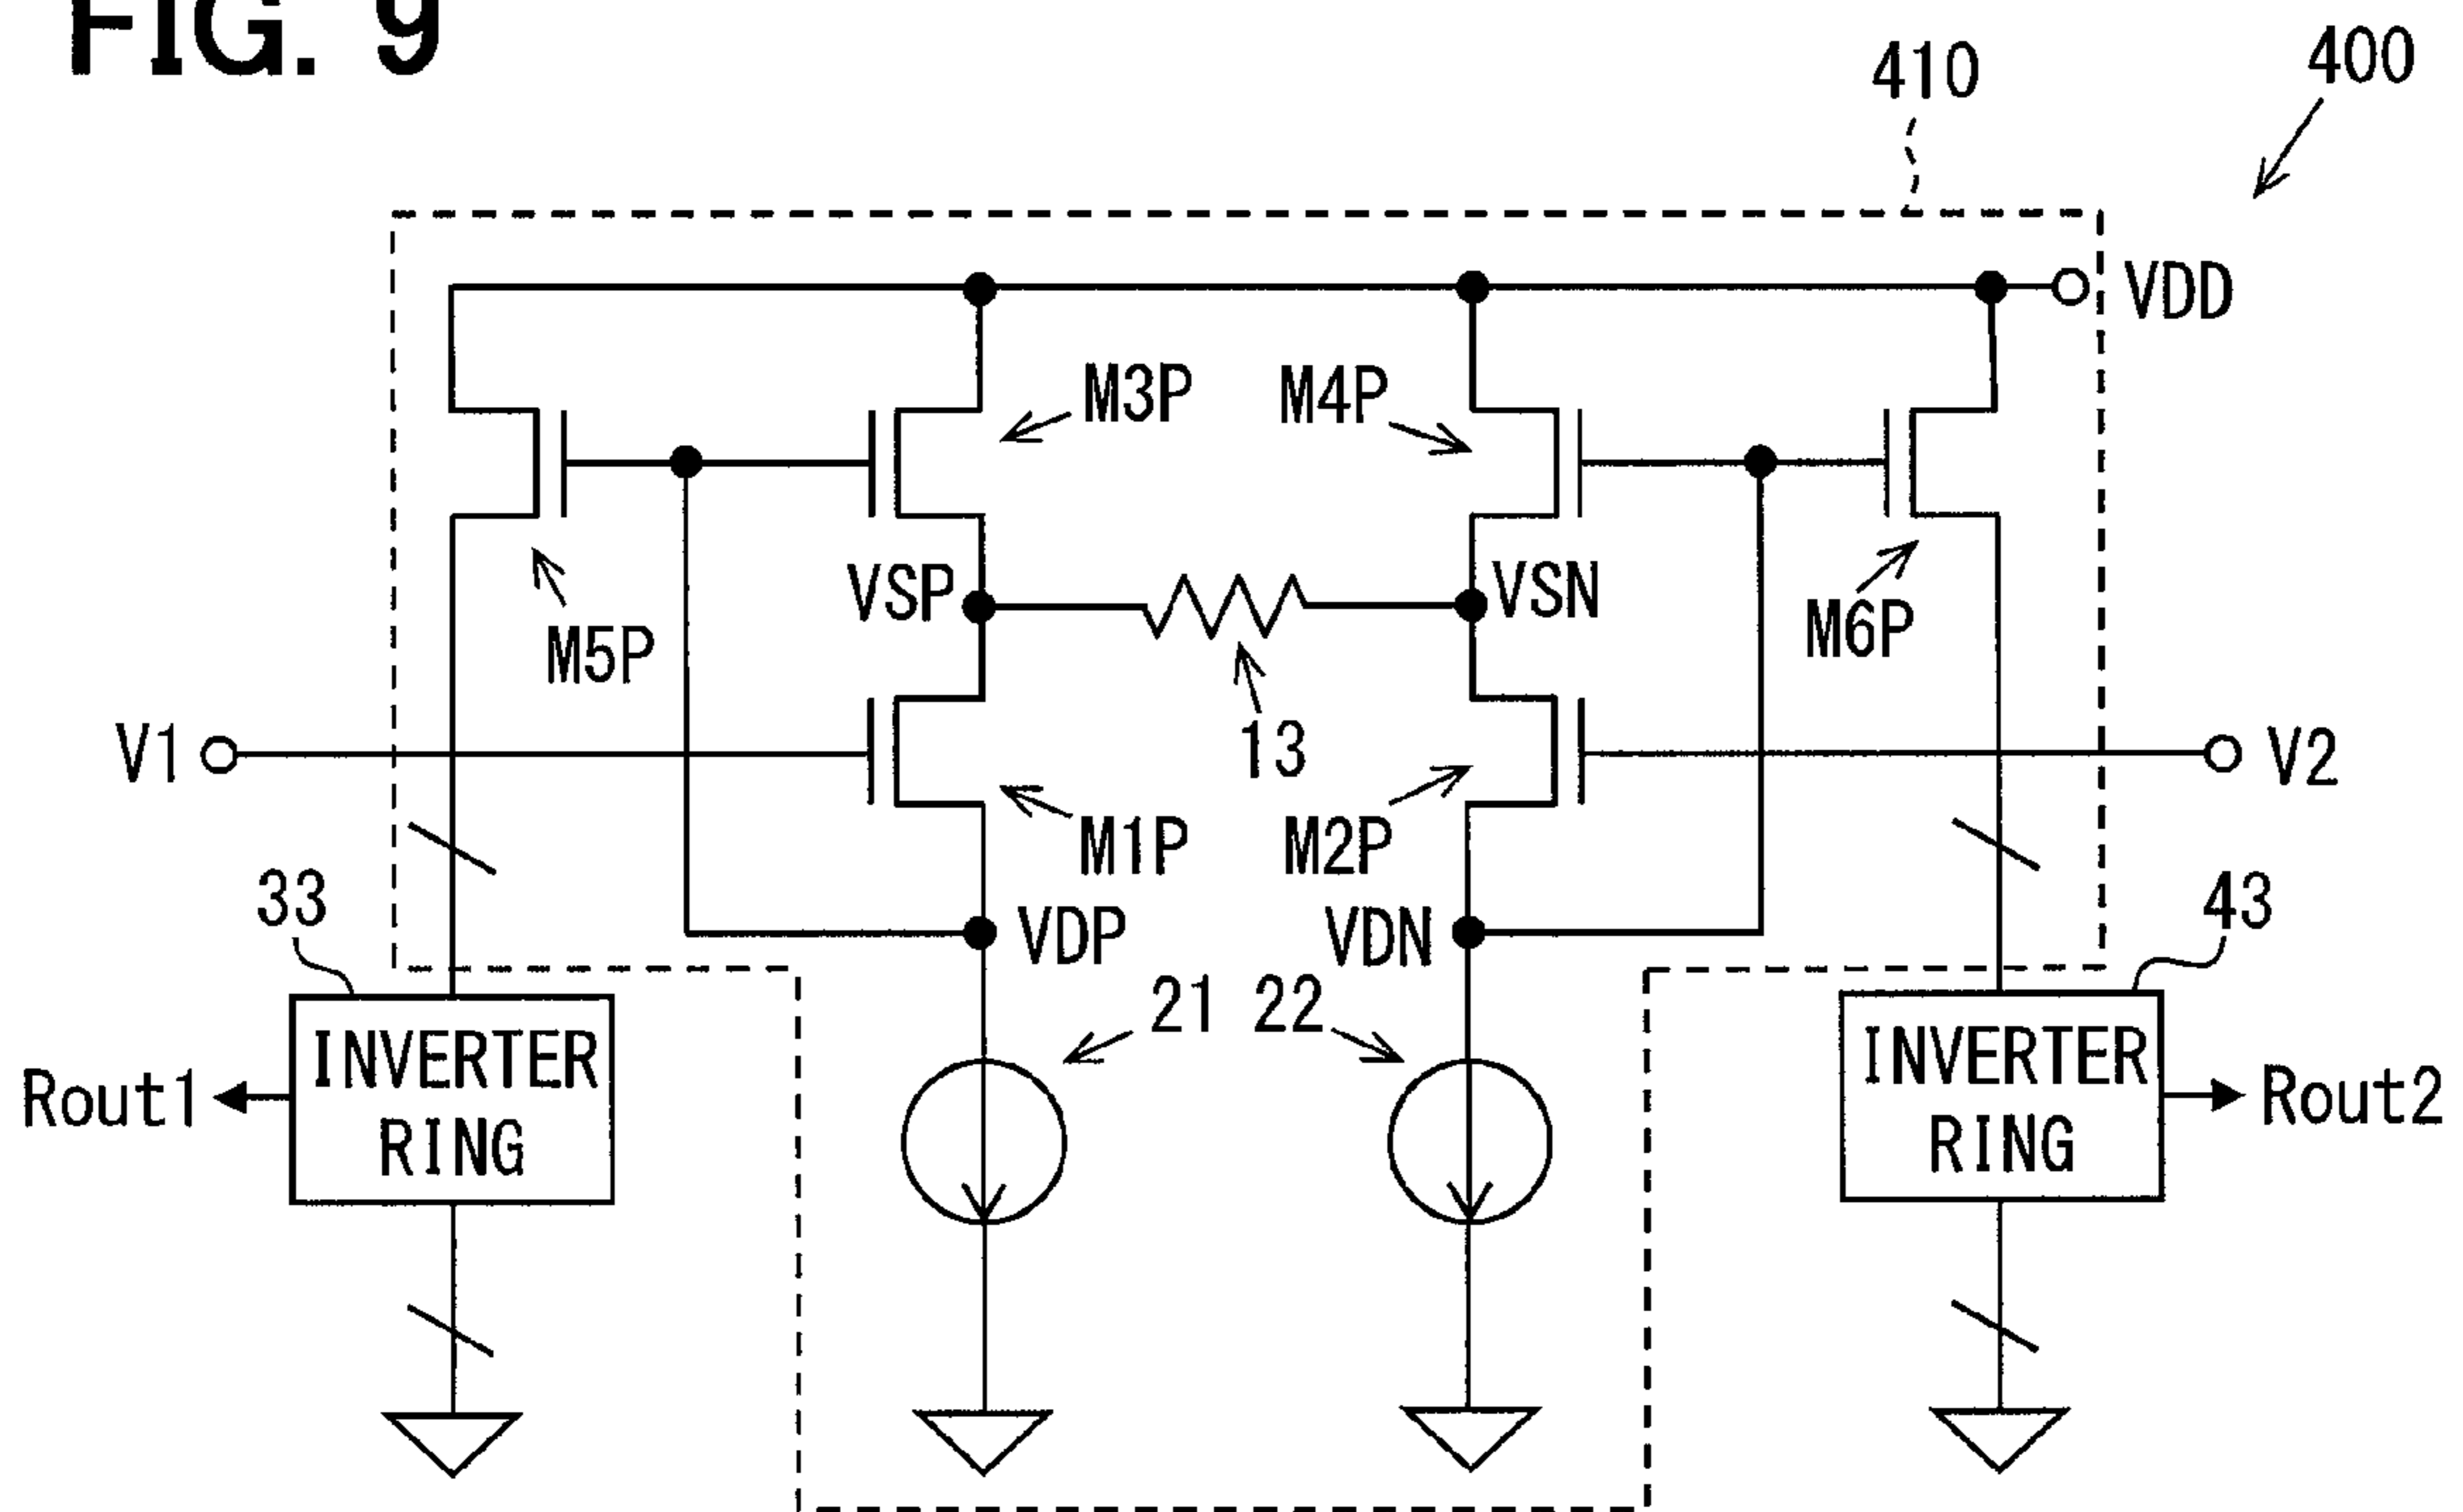 FIG. 9
410
400
VDD
M3P
M4P
VSP
VSN
M5P
M6P
V1
13
V2
M1P
M2P
33
43
VDP
VDN
21
22
INVERTER
RING
INVERTER
RING
Rout1
Rout2